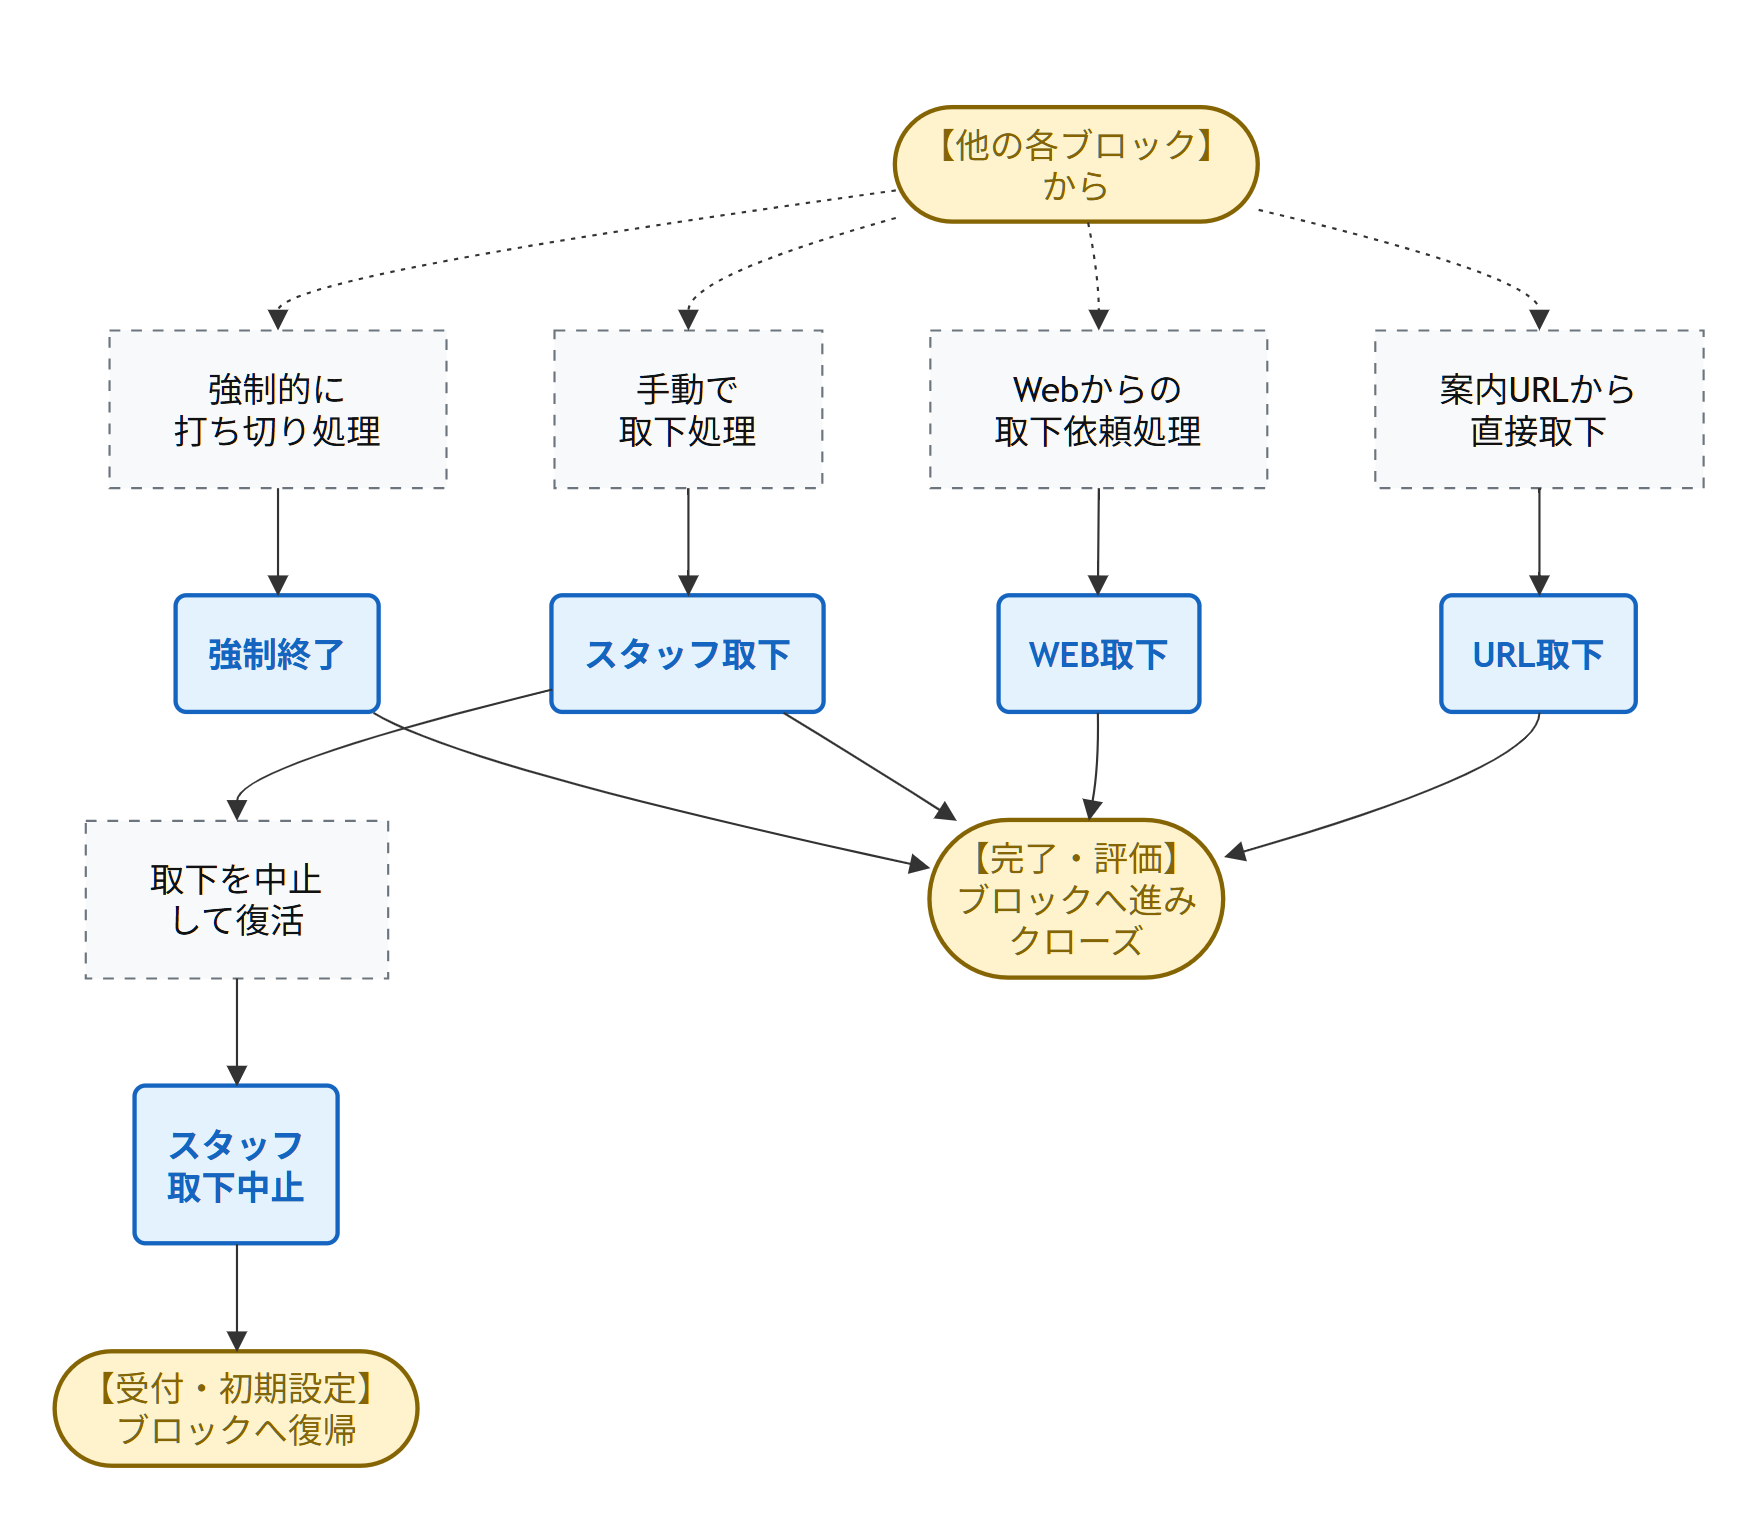 【他の各ブロック】
から
強制的に
打ち切り処理
手動で
取下処理
Webからの
取下依頼処理
案内URLから
直接取下
強制終了
スタッフ取下
WEB取下
URL取下
取下を中止
して復活
【完了・評価】
ブロックへ進み
クローズ
スタッフ
取下中止
【受付・初期設定】
ブロックへ復帰